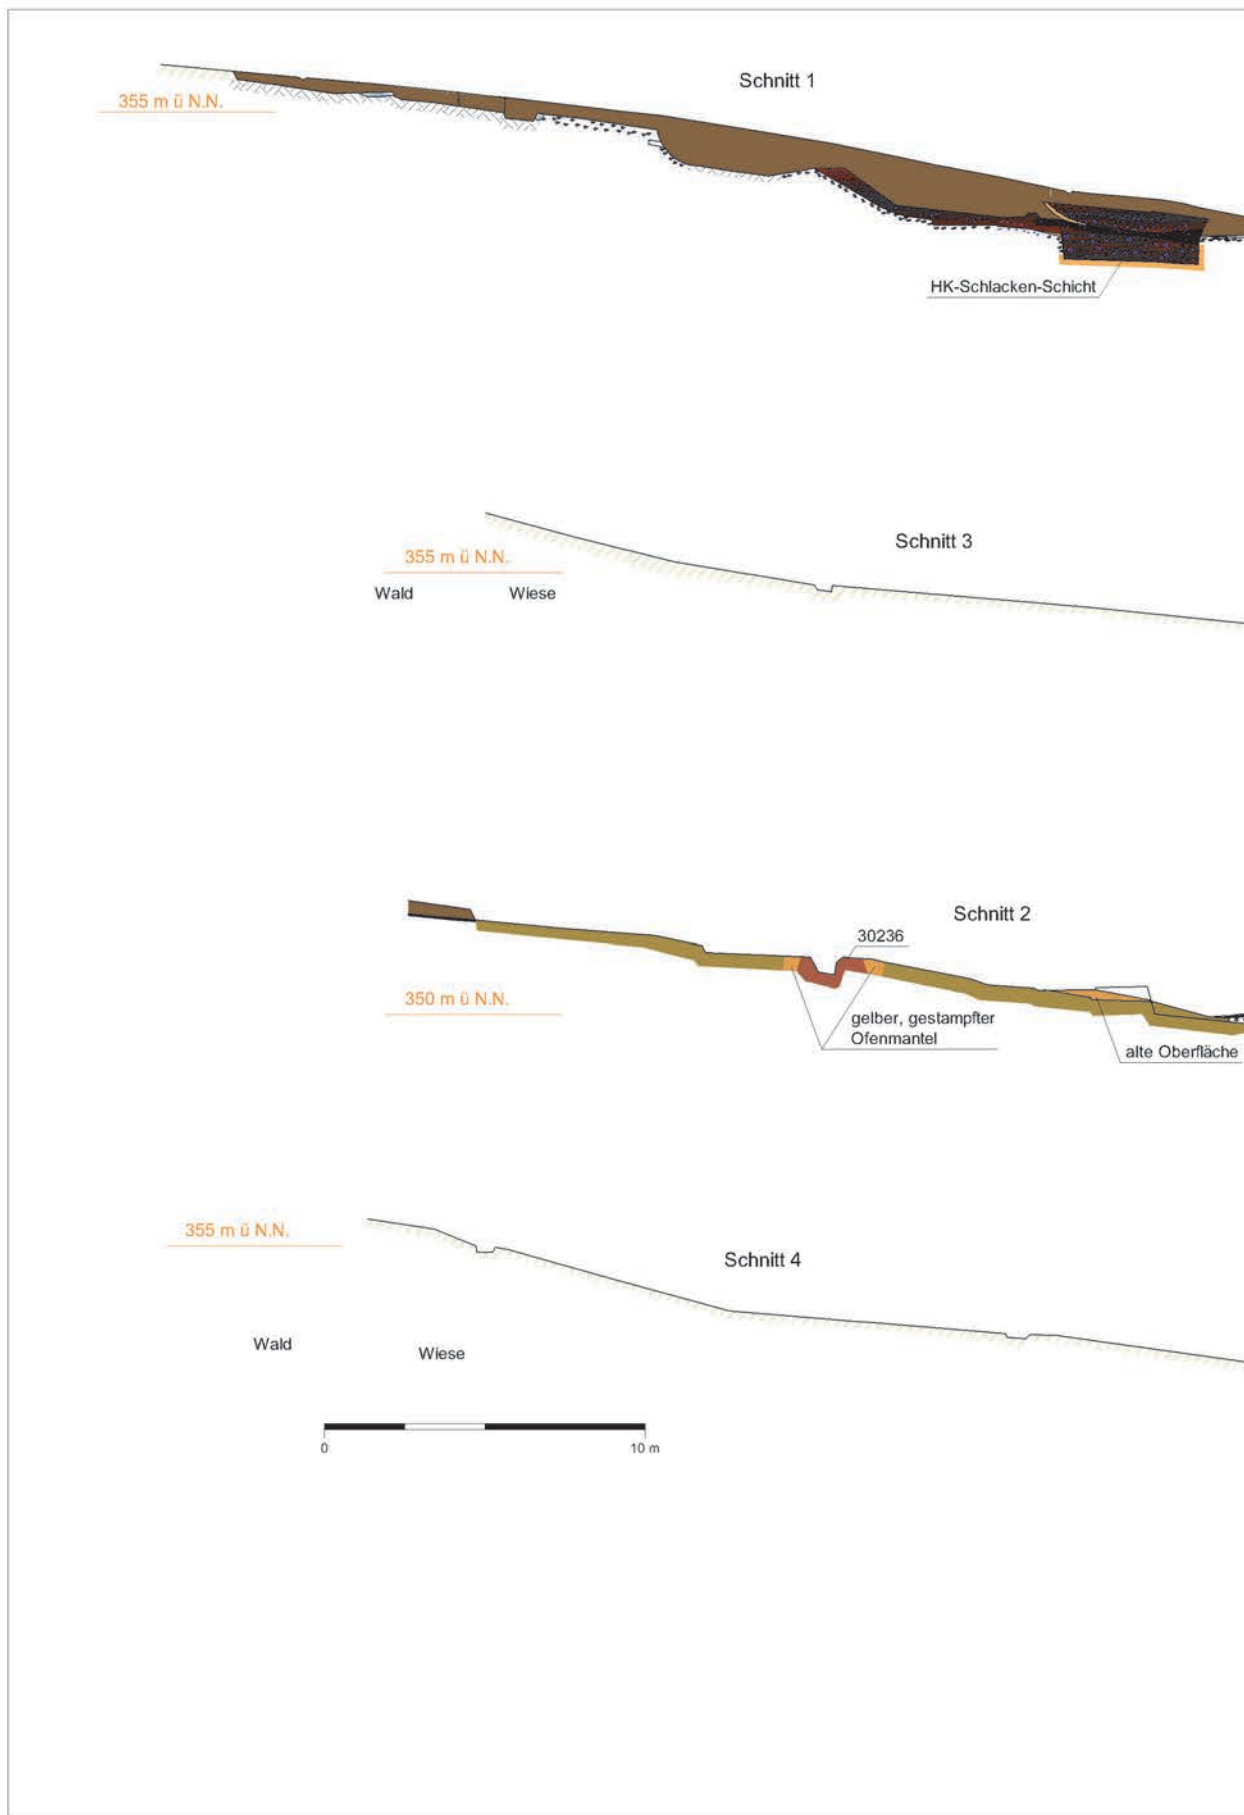 Schnitt 1
355 m ü N.N.
HK-Schlacken-Schicht
Schnitt 3
355 m ü N.N.
Wald
Wiese
Schnitt 2
30236
350 m ü N.N.
gelber, gestampfter
Ofenmantel
alte Oberfläche
355 m ü N.N.
Schnitt 4
Wald
Wiese
0
10 m